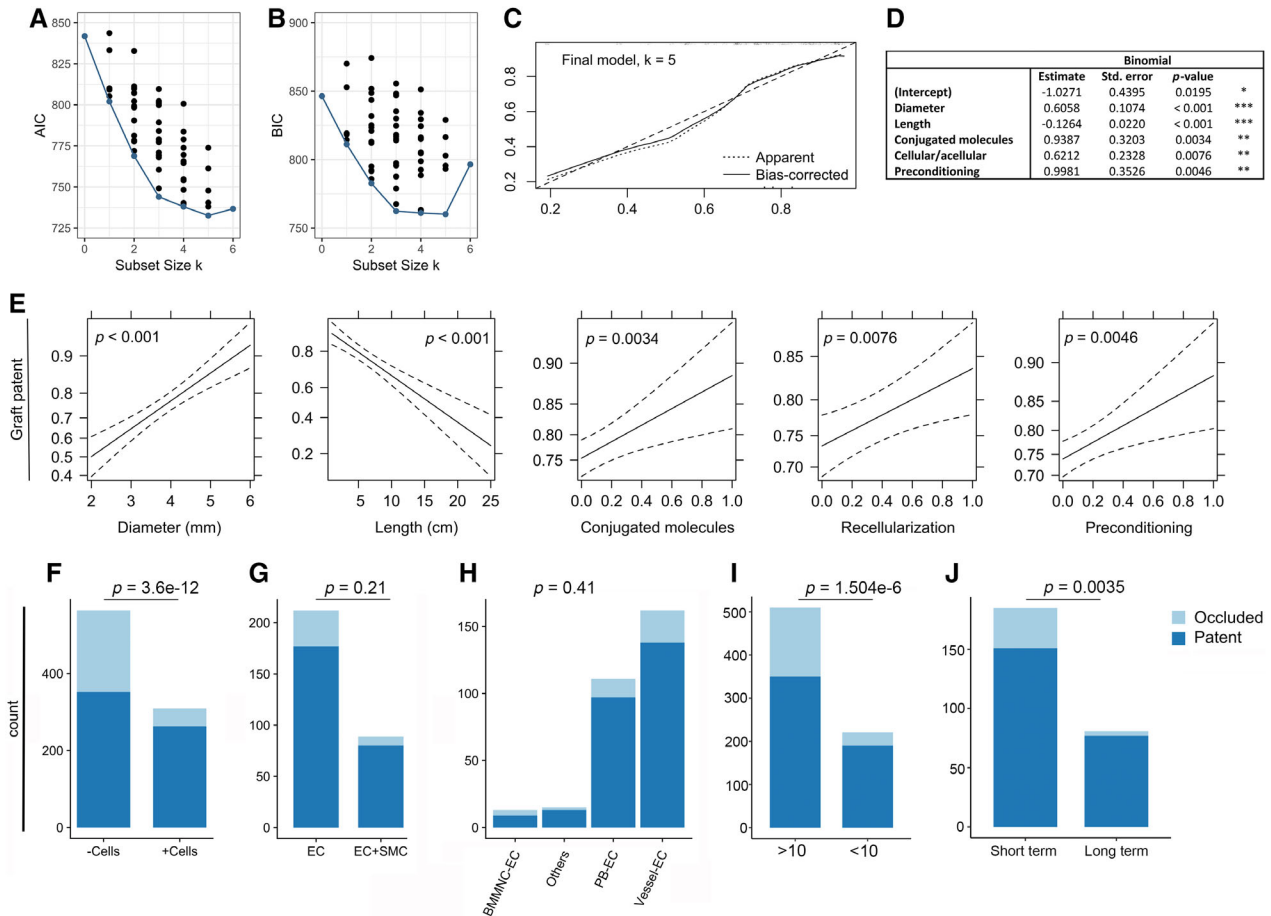 A
850
825
800
775
750
725
AIC
0 2 4 6
Subset Size k
B
900
850
800
750
BIC
0 2 4 6
Subset Size k
C
Final model, k = 5
0.8
0.6
0.4
0.2
Apparent
Bias-corrected
0.2 0.4 0.6 0.8
D
Binomial
Estimate Std. error p-value
(Intercept) -1.0271 0.4395 0.0195 *
Diameter 0.6058 0.1074 < 0.001 ***
Length -0.1264 0.0220 < 0.001 ***
Conjugated molecules 0.9387 0.3203 0.0034 **
Cellular/acellular 0.6212 0.2328 0.0076 **
Preconditioning 0.9981 0.3526 0.0046 **
E
Graft patent
p < 0.001
0.9
0.8
0.7
0.6
0.5
0.4
2 3 4 5 6
Diameter (mm)
p < 0.001
0.8
0.6
0.4
0.2
5 10 15 20 25
Length (cm)
p = 0.0034
0.90
0.85
0.80
0.75
0.0 0.2 0.4 0.6 0.8 1.0
Conjugated molecules
p = 0.0076
0.85
0.80
0.75
0.70
0.0 0.2 0.4 0.6 0.8 1.0
Recellularization
p = 0.0046
0.90
0.85
0.80
0.75
0.70
0.0 0.2 0.4 0.6 0.8 1.0
Preconditioning
count
F
p = 3.6e-12
400
200
0
-Cells +Cells
G
p = 0.21
200
150
100
50
0
EC EC+SMC
H
p = 0.41
150
100
50
0
BMMNC-EC
Others
PB-EC
Vessel-EC
I
p = 1.504e-6
500
400
300
200
100
0
>10 <10
J
p = 0.0035
150
100
50
0
Short term Long term
Occluded
Patent